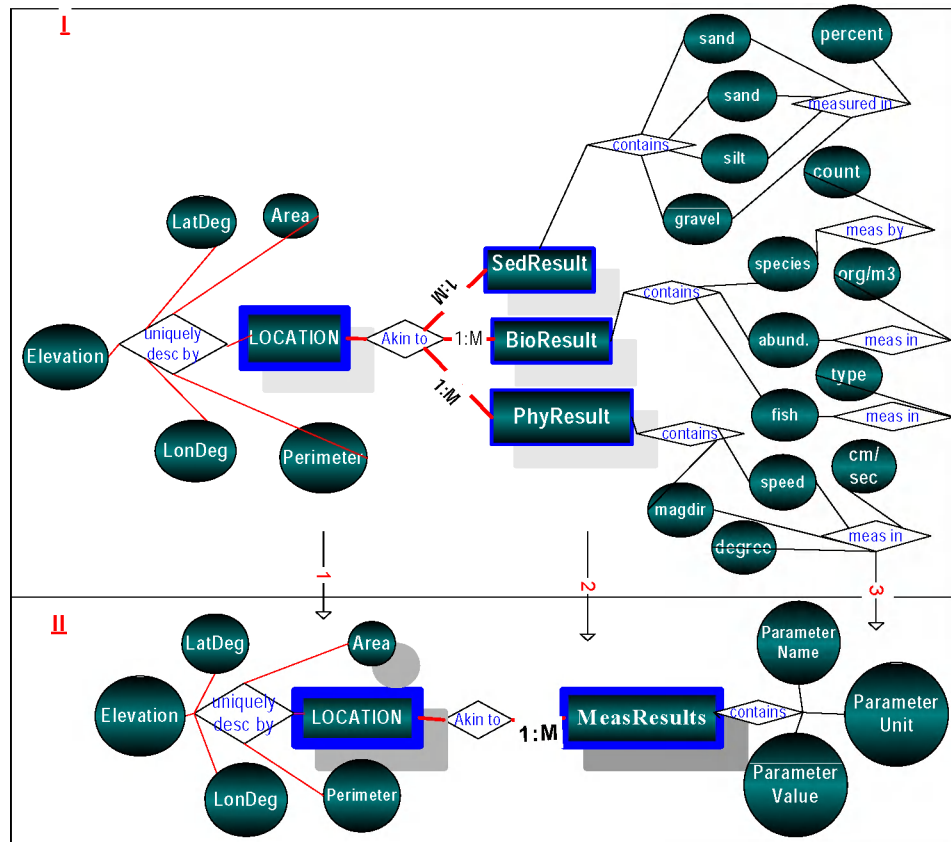 I
sand
percent
sand
measured in
contains
silt
count
gravel
LatDeg
Area
meas by
SedResult
species
org/m3
1:M
contains
uniquely
desc by
LOCATION
Akin to
1:M
BioResult
abund.
meas in
Elevation
1:M
type
PhyResult
fish
meas in
contains
LonDeg
Perimeter
cm/
sec
speed
magdir
degree
meas in
1
2
3
II
LatDeg
Area
Parameter
Name
Elevation
uniquely
desc by
LOCATION
Akin to
1:M
MeasResults
contains
Parameter
Unit
LonDeg
Perimeter
Parameter
Value